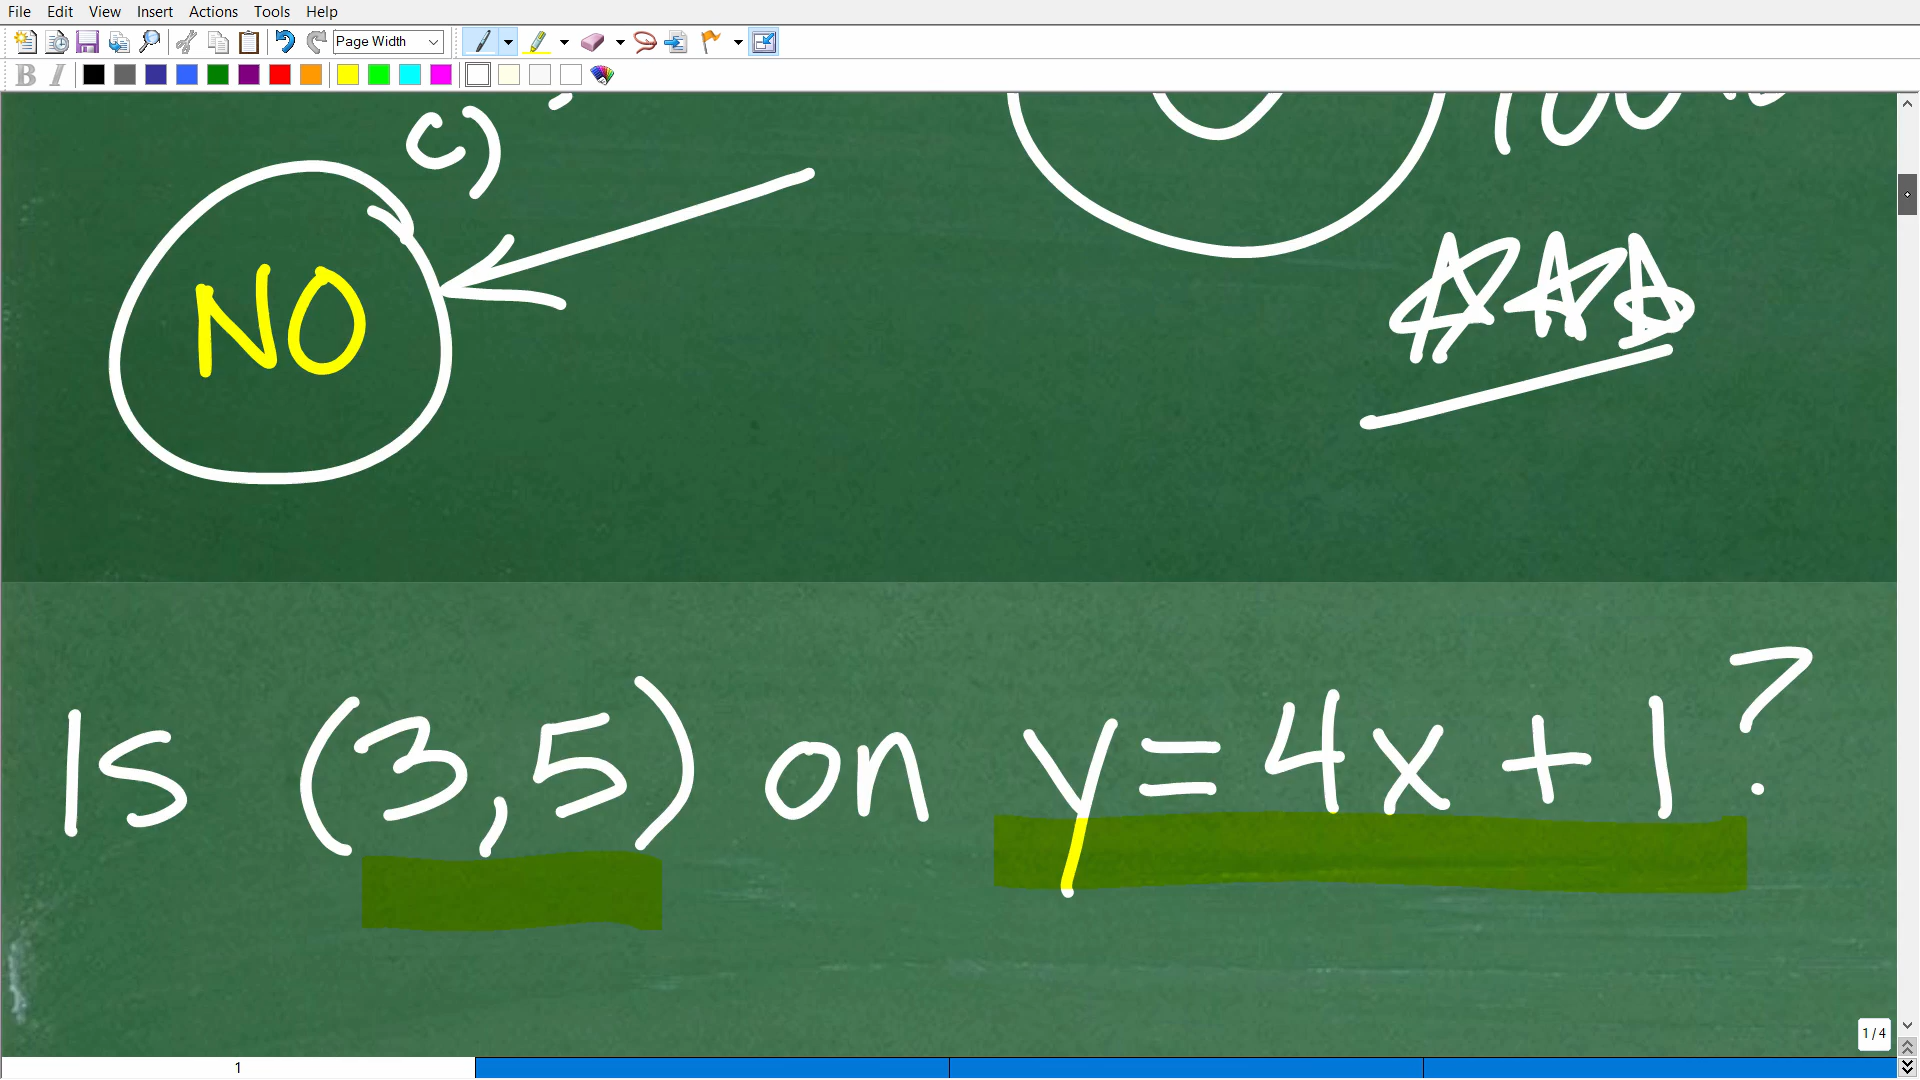 File Edit View Insert Actions Tools Help
Page Width
B I
c)
NO
Is (3,5) on y=4x+1?
1/4
1